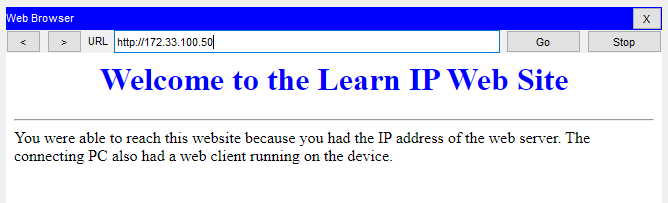 Web Browser X
< > URL http://172.33.100.50 Go Stop
Welcome to the Learn IP Web Site
You were able to reach this website because you had the IP address of the web server. The
connecting PC also had a web client running on the device.